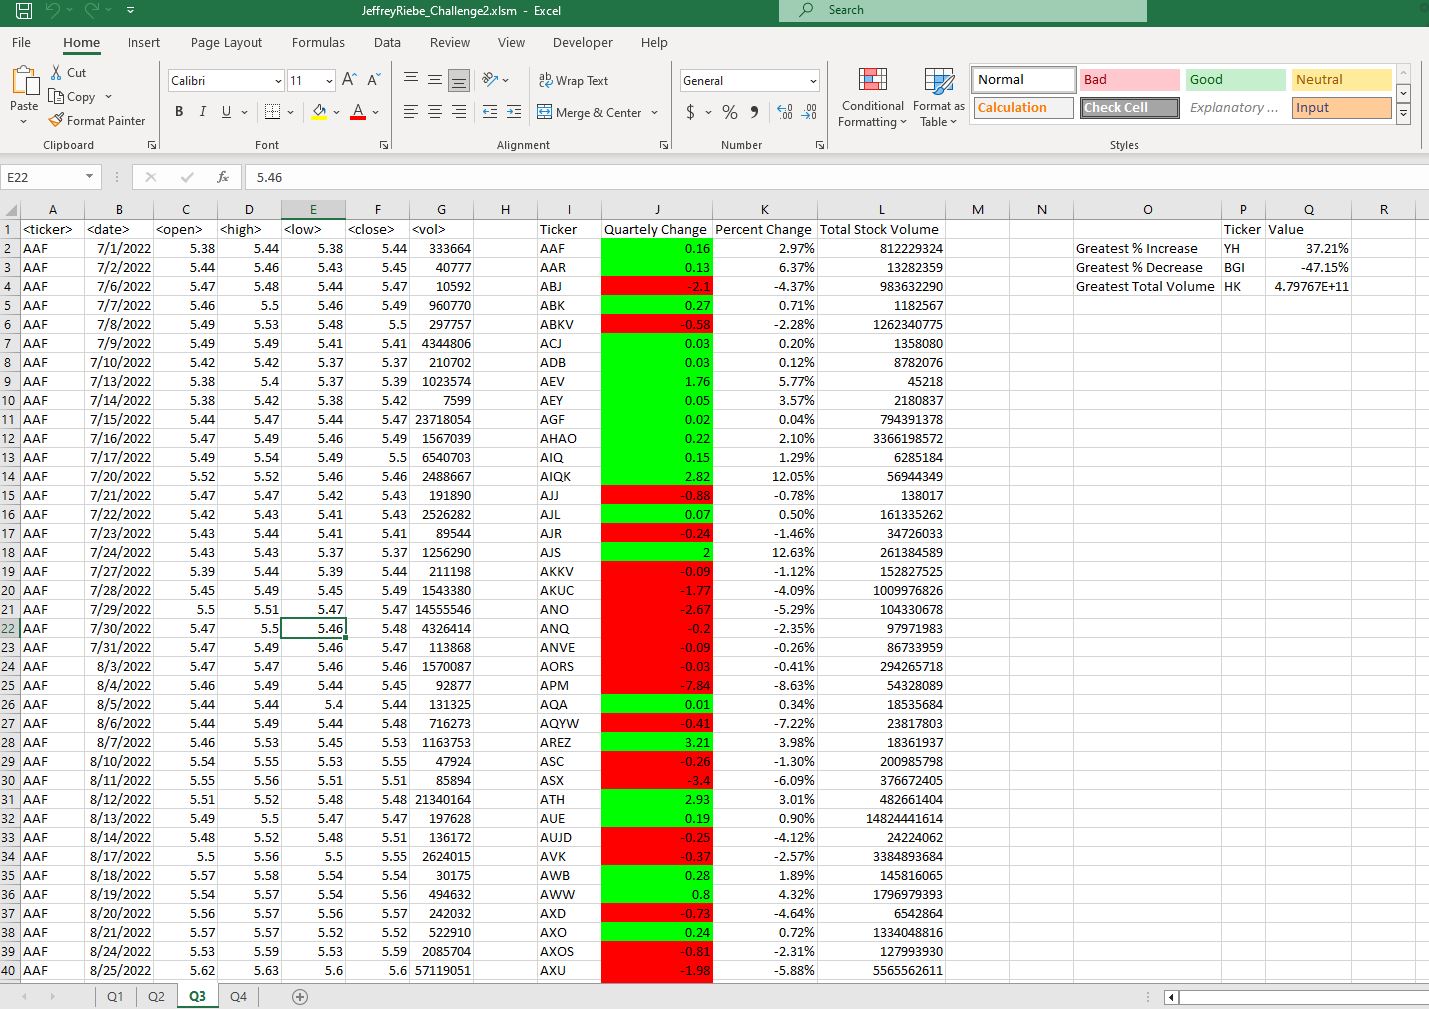 JeffreyRiebe_Challenge2.xlsm - Excel
Search
File Home Insert Page Layout Formulas Data Review View Developer Help
Paste
Cut
Copy
Format Painter
Clipboard
Calibri 11
B I U
Font
Wrap Text
Merge & Center
Alignment
General
$ % 9
Number
Conditional Formatting
Format as Table
Normal Bad Good Neutral
Calculation Check Cell Explanatory ... Input
Styles
E22 fx 5.46
A B C D E F G H I J K L M N O P Q R
1 <ticker> <date> <open> <high> <low> <close> <vol> Ticker Quartely Change Percent Change Total Stock Volume Ticker Value
2 AAF 7/1/2022 5.38 5.44 5.38 5.44 333664 AAF 0.16 2.97% 812229324 Greatest % Increase YH 37.21%
3 AAF 7/2/2022 5.44 5.46 5.43 5.45 40777 AAR 0.13 6.37% 13282359 Greatest % Decrease BGI -47.15%
4 AAF 7/6/2022 5.47 5.48 5.44 5.47 10592 ABJ -2.1 -4.37% 983632290 Greatest Total Volume HK 4.79767E+11
5 AAF 7/7/2022 5.46 5.5 5.46 5.49 960770 ABK 0.27 0.71% 1182567
6 AAF 7/8/2022 5.49 5.53 5.48 5.5 297757 ABKV -0.58 -2.28% 1262340775
7 AAF 7/9/2022 5.49 5.49 5.41 5.41 4344806 ACJ 0.03 0.20% 1358080
8 AAF 7/10/2022 5.42 5.42 5.37 5.37 210702 ADB 0.03 0.12% 8782076
9 AAF 7/13/2022 5.38 5.4 5.37 5.39 1023574 AEV 1.76 5.77% 45218
10 AAF 7/14/2022 5.38 5.42 5.38 5.42 7599 AEY 0.05 3.57% 2180837
11 AAF 7/15/2022 5.44 5.47 5.44 5.47 23718054 AGF 0.02 0.04% 794391378
12 AAF 7/16/2022 5.47 5.49 5.46 5.49 1567039 AHAO 0.22 2.10% 3366198572
13 AAF 7/17/2022 5.49 5.54 5.49 5.5 6540703 AIQ 0.15 1.29% 6285184
14 AAF 7/20/2022 5.52 5.52 5.46 5.46 2488667 AIQK 2.82 12.05% 56944349
15 AAF 7/21/2022 5.47 5.47 5.42 5.43 191890 AJJ -0.88 -0.78% 138017
16 AAF 7/22/2022 5.42 5.43 5.41 5.43 2526282 AJL 0.07 0.50% 161335262
17 AAF 7/23/2022 5.43 5.44 5.41 5.41 89544 AJR -0.24 -1.46% 34726033
18 AAF 7/24/2022 5.43 5.43 5.37 5.37 1256290 AJS 2 12.63% 261384589
19 AAF 7/27/2022 5.39 5.44 5.39 5.44 211198 AKKV -0.09 -1.12% 152827525
20 AAF 7/28/2022 5.45 5.49 5.45 5.49 1543380 AKUC -1.77 -4.09% 1009976826
21 AAF 7/29/2022 5.5 5.51 5.47 5.47 14555546 ANO -2.67 -5.29% 104330678
22 AAF 7/30/2022 5.47 5.5 5.46 5.48 4326414 ANQ -0.2 -2.35% 97971983
23 AAF 7/31/2022 5.47 5.49 5.46 5.47 113868 ANVE -0.09 -0.26% 86733959
24 AAF 8/3/2022 5.47 5.47 5.46 5.46 1570087 AORS -0.03 -0.41% 294265718
25 AAF 8/4/2022 5.46 5.49 5.44 5.45 92877 APM -7.84 -8.63% 54328089
26 AAF 8/5/2022 5.44 5.44 5.4 5.44 131325 AQA 0.01 0.34% 18535684
27 AAF 8/6/2022 5.44 5.49 5.44 5.48 716273 AQYW -0.41 -7.22% 23817803
28 AAF 8/7/2022 5.46 5.53 5.45 5.53 1163753 AREZ 3.21 3.98% 18361937
29 AAF 8/10/2022 5.54 5.55 5.53 5.55 47924 ASC -0.26 -1.30% 200985798
30 AAF 8/11/2022 5.55 5.56 5.51 5.51 85894 ASX -3.4 -6.09% 376672405
31 AAF 8/12/2022 5.51 5.52 5.48 5.48 21340164 ATH 2.93 3.01% 482661404
32 AAF 8/13/2022 5.49 5.5 5.47 5.47 197628 AUE 0.19 0.90% 14824441614
33 AAF 8/14/2022 5.48 5.52 5.48 5.51 136172 AUJD -0.25 -4.12% 24224062
34 AAF 8/17/2022 5.5 5.56 5.5 5.55 2624015 AVK -0.37 -2.57% 3384893684
35 AAF 8/18/2022 5.57 5.58 5.54 5.54 30175 AWB 0.28 1.89% 145816065
36 AAF 8/19/2022 5.54 5.57 5.54 5.56 494632 AWW 0.8 4.32% 1796979393
37 AAF 8/20/2022 5.56 5.57 5.56 5.57 242032 AXD -0.73 -4.64% 6542864
38 AAF 8/21/2022 5.57 5.57 5.52 5.52 522910 AXO 0.24 0.72% 1334048816
39 AAF 8/24/2022 5.53 5.59 5.53 5.59 2085704 AXOS -0.81 -2.31% 127993930
40 AAF 8/25/2022 5.62 5.63 5.6 5.6 57119051 AXU -1.98 -5.88% 5565562611
Q1 Q2 Q3 Q4